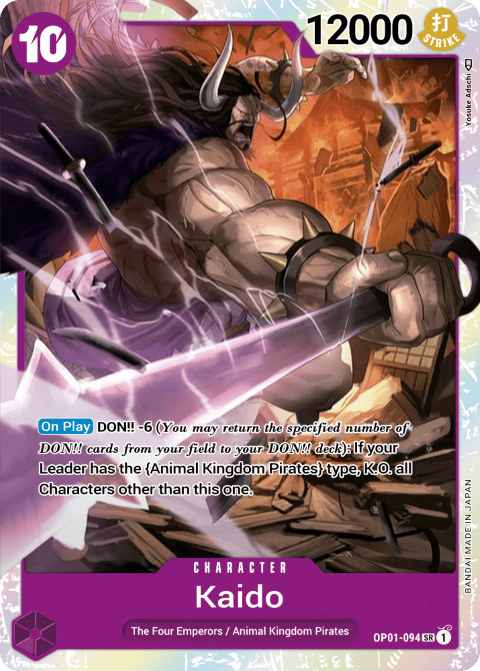 10
12000
打
STRIKE
Yosuke Adachi
On Play DON!! -6 (You may return the specified number of
DON!! cards from your field to your DON!! deck): If your
Leader has the {Animal Kingdom Pirates} type, K.O. all
Characters other than this one.
BANDAI MADE IN JAPAN
CHARACTER
Kaido
The Four Emperors / Animal Kingdom Pirates
OP01-094 SR 1